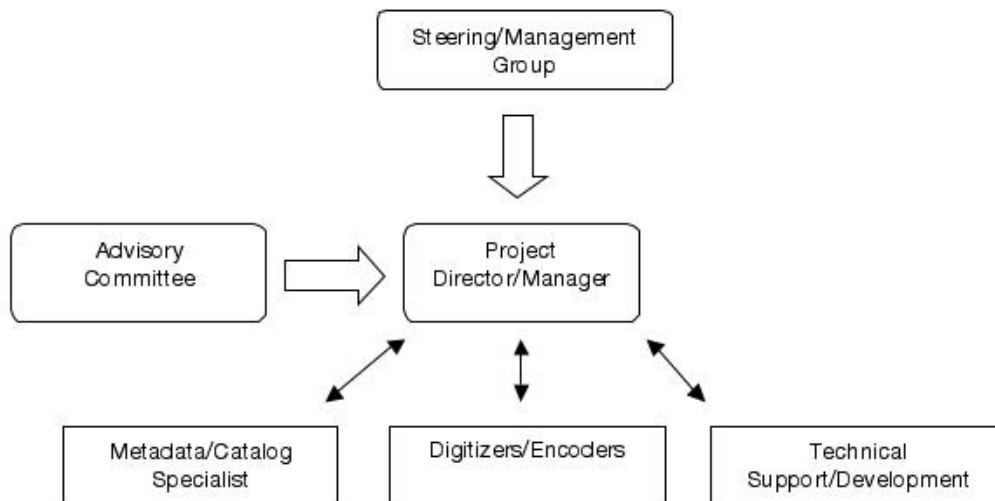 Steering/Management
Group
Advisory
Committee
Project
Director/Manager
Metadata/Catalog
Specialist
Digitizers/Encoders
Technical
Support/Development